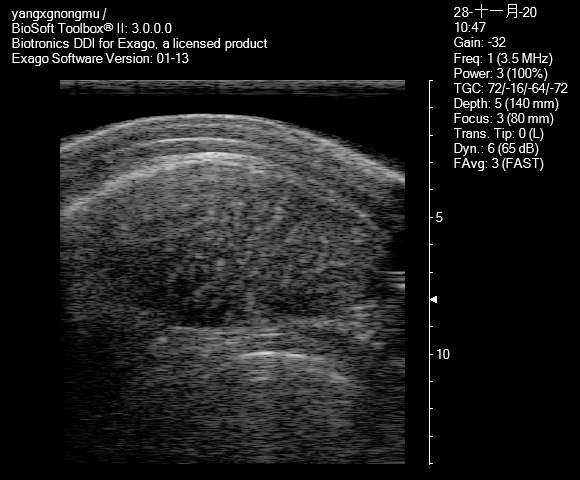 yangxgnongmu /
BioSoft Toolbox® II: 3.0.0.0
Biotronics DDI for Exago, a licensed product
Exago Software Version: 01-13
28-十一月-20
10:47
Gain: -32
Freq: 1 (3.5 MHz)
Power: 3 (100%)
TGC: 72/-16/-64/-72
Depth: 5 (140 mm)
Focus: 3 (80 mm)
Trans. Tip: 0 (L)
Dyn.: 6 (65 dB)
FAvg: 3 (FAST)
5
10